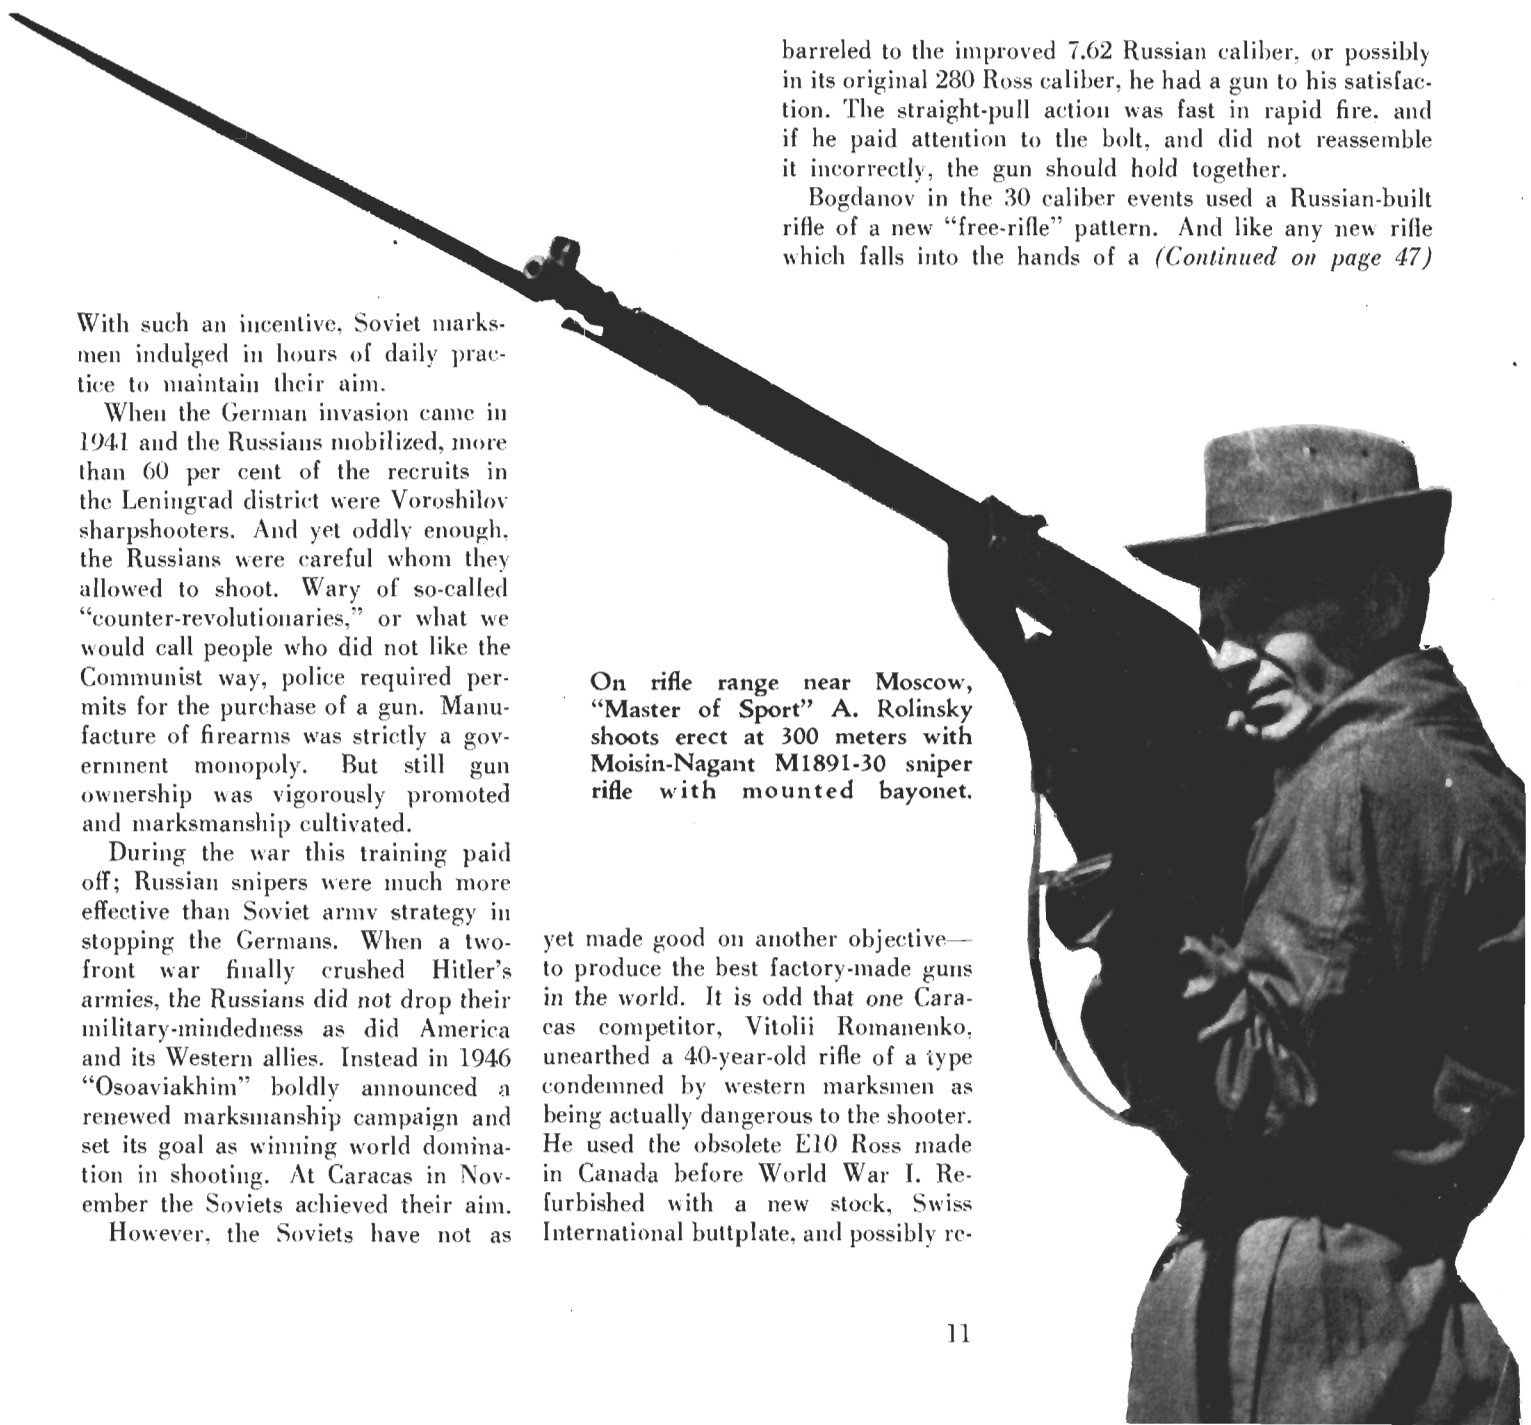 With such an incentive, Soviet marks-
men indulged in hours of daily prac-
tice to maintain their aim.
When the German invasion came in
1941 and the Russians mobilized, more
than 60 per cent of the recruits in
the Leningrad district were Voroshilov
sharpshooters. And yet oddly enough,
the Russians were careful whom they
allowed to shoot. Wary of so-called
“counter-revolutionaries,” or what we
would call people who did not like the
Communist way, police required per-
mits for the purchase of a gun. Manu-
facture of firearms was strictly a gov-
ernment monopoly. But still gun
ownership was vigorously promoted
and marksmanship cultivated.
During the war this training paid
off; Russian snipers were much more
effective than Soviet army strategy in
stopping the Germans. When a two-
front war finally crushed Hitler’s
armies, the Russians did not drop their
military-mindedness as did America
and its Western allies. Instead in 1946
“Osoaviakhim” boldly announced a
renewed marksmanship campaign and
set its goal as winning world domina-
tion in shooting. At Caracas in Nov-
ember the Soviets achieved their aim.
However, the Soviets have not as
yet made good on another objective—
to produce the best factory-made guns
in the world. It is odd that one Cara-
cas competitor, Vitolii Romanenko,
unearthed a 40-year-old rifle of a type
condemned by western marksmen as
being actually dangerous to the shooter.
He used the obsolete E10 Ross made
in Canada before World War I. Re-
furbished with a new stock, Swiss
International buttplate, and possibly re-
barreled to the improved 7.62 Russian caliber, or possibly
in its original 280 Ross caliber, he had a gun to his satisfac-
tion. The straight-pull action was fast in rapid fire. and
if he paid attention to the bolt, and did not reassemble
it incorrectly, the gun should hold together.
Bogdanov in the 30 caliber events used a Russian-built
rifle of a new “free-rifle” pattern. And like any new rifle
which falls into the hands of a (Continued on page 47)
On rifle range near Moscow,
“Master of Sport” A. Rolinsky
shoots erect at 300 meters with
Moisin-Nagant M1891-30 sniper
rifle with mounted bayonet.
11